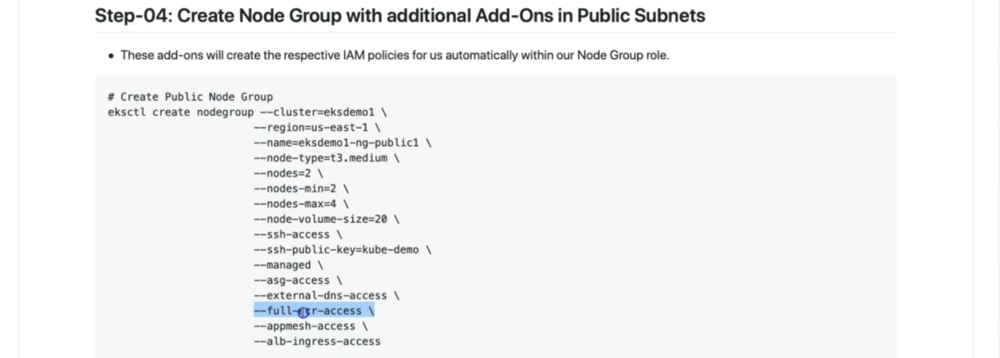 Step-04: Create Node Group with additional Add-Ons in Public Subnets
• These add-ons will create the respective IAM policies for us automatically within our Node Group role.
# Create Public Node Group
eksctl create nodegroup --cluster=eksdemo1 \
--region=us-east-1 \
--name=eksdemo1-ng-public1 \
--node-type=t3.medium \
--nodes=2 \
--nodes-min=2 \
--nodes-max=4 \
--node-volume-size=20 \
--ssh-access \
--ssh-public-key=kube-demo \
--managed \
--asg-access \
--external-dns-access \
--full-ecr-access \
--appmesh-access \
--alb-ingress-access